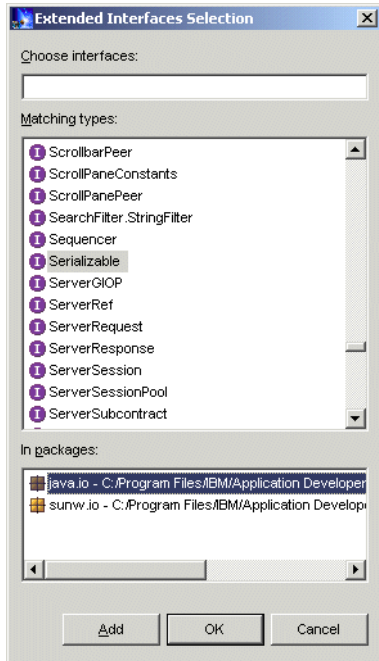 Extended Interfaces Selection
Choose interfaces:
Matching types:
ScrollbarPeer
ScrollPaneConstants
ScrollPanePeer
SearchFilter.StringFilter
Sequencer
Serializable
ServerGIOP
ServerRef
ServerRequest
ServerResponse
ServerSession
ServerSessionPool
ServerSubcontract
In packages:
java.io - C:/Program Files/IBM/Application Developer
sunw.io - C:/Program Files/IBM/Application Develop
Add
OK
Cancel